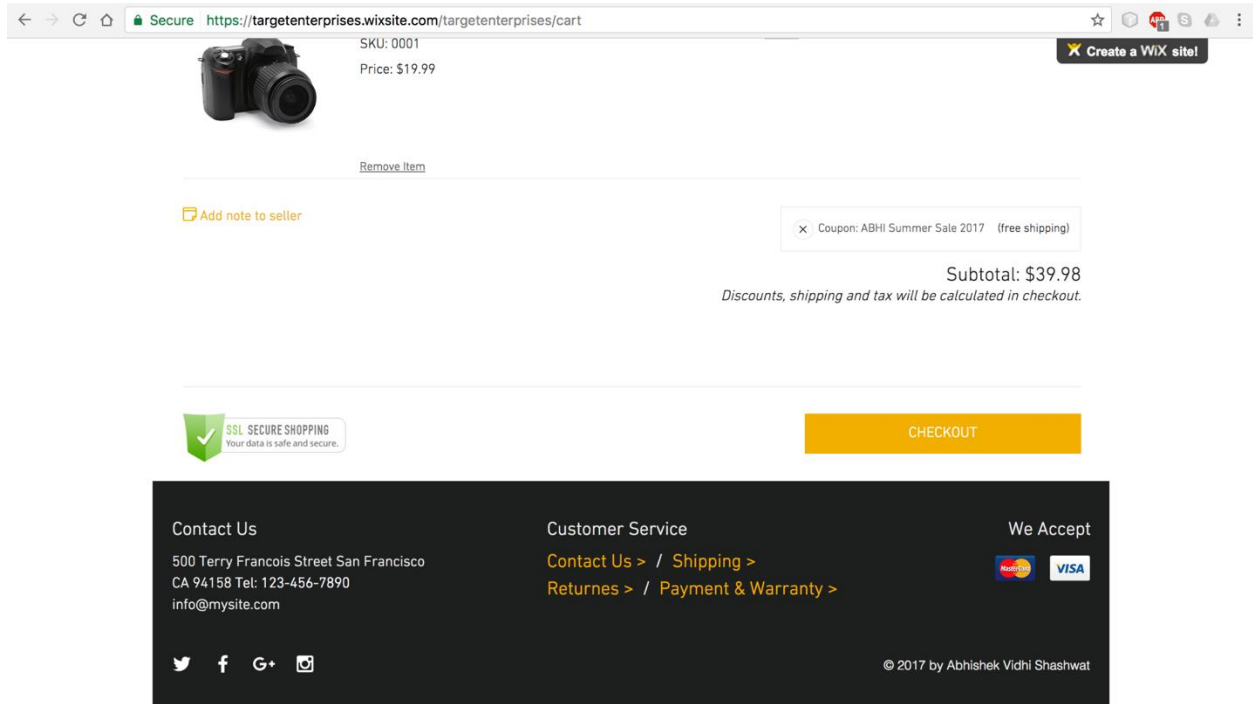 Secure https://targetenterprises.wixsite.com/targetenterprises/cart
ABP
1
S
SKU: 0001
Create a WiX site!
Price: $19.99
Remove Item
Add note to seller
Coupon: ABHI Summer Sale 2017 (free shipping)
Subtotal: $39.98
Discounts, shipping and tax will be calculated in checkout.
SSL SECURE SHOPPING
Your data is safe and secure.
CHECKOUT
Contact Us
500 Terry Francois Street San Francisco
CA 94158 Tel: 123-456-7890
info@mysite.com
Customer Service
Contact Us > / Shipping >
Returnes > / Payment & Warranty >
We Accept
MasterCard VISA
G+
© 2017 by Abhishek Vidhi Shashwat